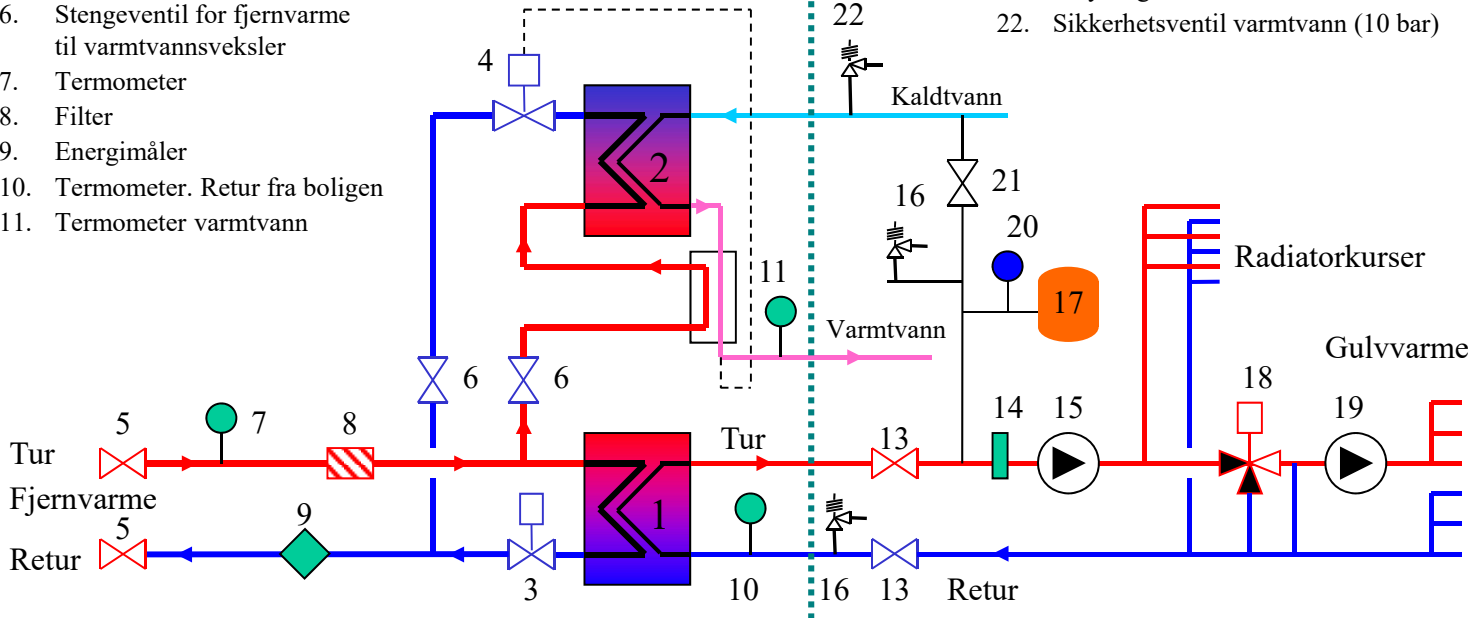 6. Stengeventil for fjernvarme
til varmtvannsveksler
7. Termometer
8. Filter
9. Energimåler
10. Termometer. Retur fra boligen
11. Termometer varmtvann
22. Sikkerhetsventil varmtvann (10 bar)
22
4
Kaldtvann
2
21
16
20
Radiatorkurser
11
17
Varmtvann
Gulvvarme
6
6
18
5
7
8
Tur
14
15
19
13
Tur
Fjernvarme
5
9
1
Retur
3
10
16
13
Retur